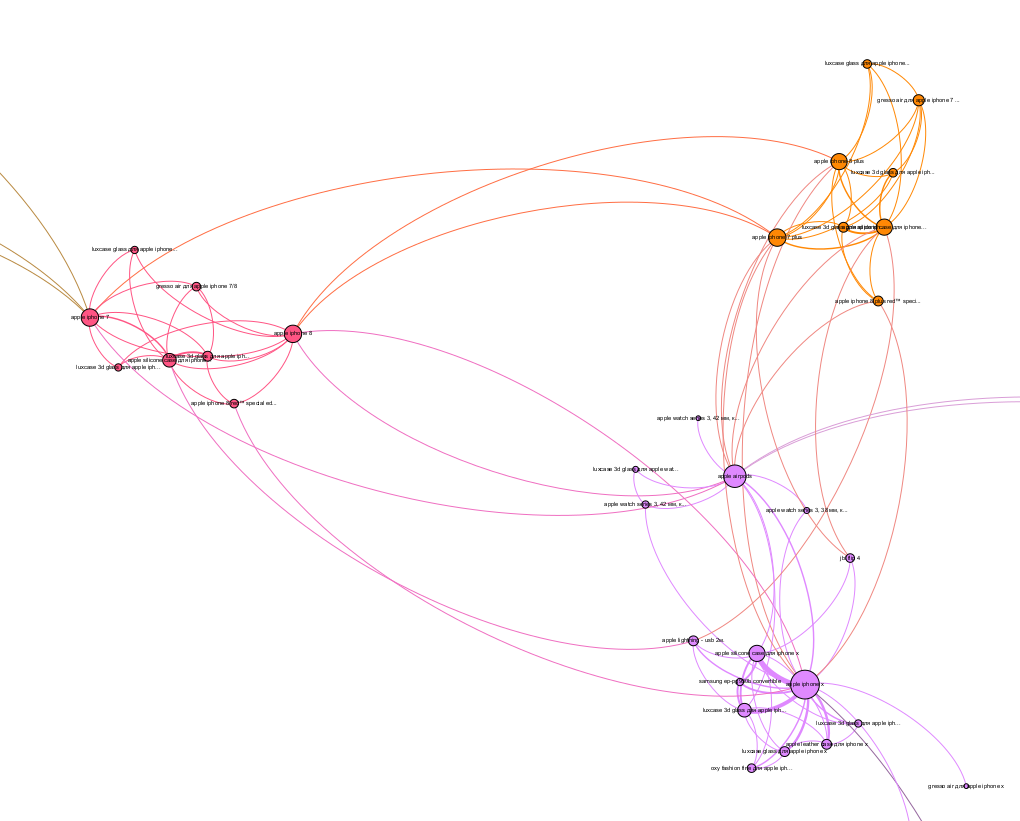 luxcase glass для apple iphone...
gresso air для apple iphone 7 ...
apple iphone 8 plus
luxcase 3d glass для apple iph...
luxcase 3d glass для apple iph...
apple iphone 7 plus
luxcase glass для apple iphone...
gresso air для apple iphone 7/8
apple iphone 8 plus red™ speci...
apple iphone 7
apple iphone 8
luxcase 3d glass для apple iph...
apple silicone case для iphone
luxcase 3d glass для apple iph...
apple iphone 8 red™ special ed...
apple watch series 3, 42 мм, к...
luxcase 3d glass для apple wat...
apple airpods
apple watch series 3, 42 мм, к...
apple watch series 3, 38 мм, к...
jbl flip 4
apple lightning - usb 2м
apple silicone case для iphone x
samsung convertible
apple iphone x
luxcase 3d glass для apple iph...
luxcase 3d glass для apple iph...
apple leather case для iphone x
luxcase glass для apple iphone x
oxy fashion fine для apple iph...
gresso air для apple iphone x